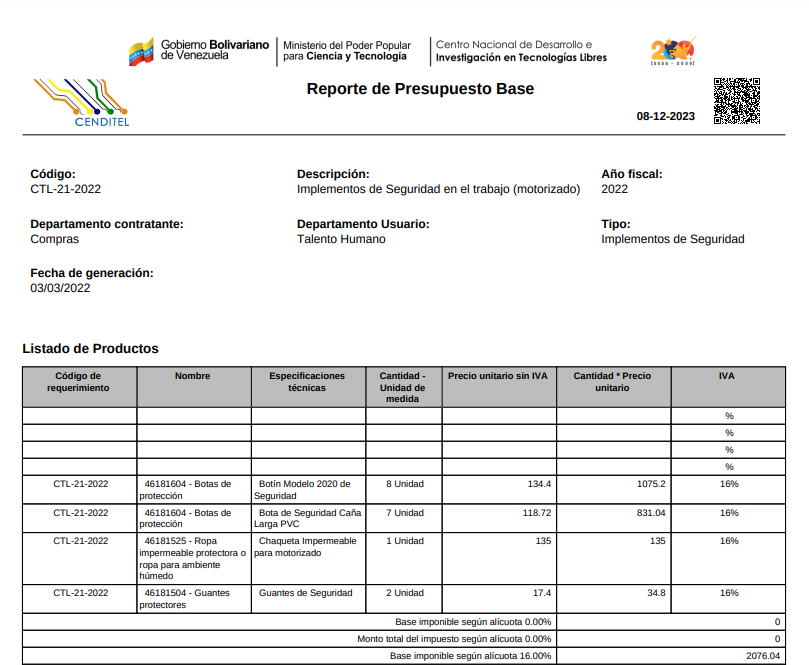 Gobierno Bolivariano de Venezuela
Ministerio del Poder Popular para Ciencia y Tecnología
Centro Nacional de Desarrollo e Investigación en Tecnologías Libres
CENDITEL
Reporte de Presupuesto Base
08-12-2023
Código:
CTL-21-2022
Descripción:
Implementos de Seguridad en el trabajo (motorizado)
Año fiscal:
2022
Departamento contratante:
Compras
Departamento Usuario:
Talento Humano
Tipo:
Implementos de Seguridad
Fecha de generación:
03/03/2022
Listado de Productos
Código de requerimiento | Nombre | Especificaciones técnicas | Cantidad - Unidad de medida | Precio unitario sin IVA | Cantidad * Precio unitario | IVA
%
%
%
%
CTL-21-2022 | 46181604 - Botas de protección | Botín Modelo 2020 de Seguridad | 8 Unidad | 134.4 | 1075.2 | 16%
CTL-21-2022 | 46181604 - Botas de protección | Bota de Seguridad Caña Larga PVC | 7 Unidad | 118.72 | 831.04 | 16%
CTL-21-2022 | 46181525 - Ropa impermeable protectora o ropa para ambiente húmedo | Chaqueta Impermeable para motorizado | 1 Unidad | 135 | 135 | 16%
CTL-21-2022 | 46181504 - Guantes protectores | Guantes de Seguridad | 2 Unidad | 17.4 | 34.8 | 16%
Base imponible según alícuota 0.00% | 0
Monto total del impuesto según alícuota 0.00% | 0
Base imponible según alícuota 16.00% | 2076.04